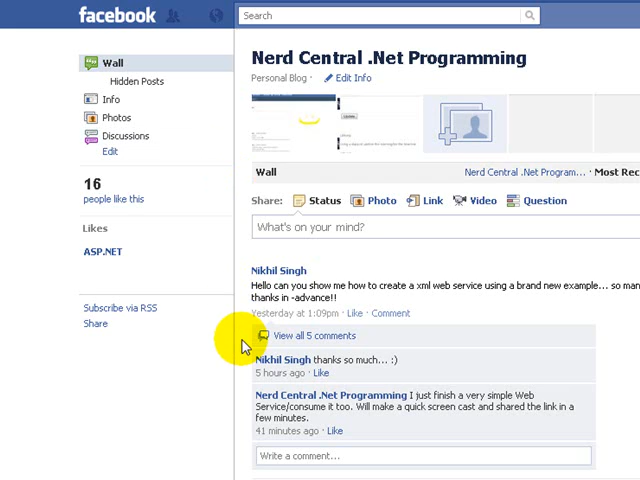 facebook
Search
Wall
Hidden Posts
Info
Photos
Discussions
Edit
16
people like this
Likes
ASP.NET
Subscribe via RSS
Share
Nerd Central .Net Programming
Personal Blog · Edit Info
Wall
Nerd Central .Net Program... · Most Rec
Share: Status Photo Link Video Question
What's on your mind?
Nikhil Singh
Hello can you show me how to create a xml web service using a brand new example... so man
thanks in -advance!!
Yesterday at 1:09pm · Like · Comment
View all 5 comments
Nikhil Singh thanks so much... :)
5 hours ago · Like
Nerd Central .Net Programming I just finish a very simple Web
Service/consume it too. Will make a quick screen cast and shared the link in a
few minutes.
41 minutes ago · Like
Write a comment...